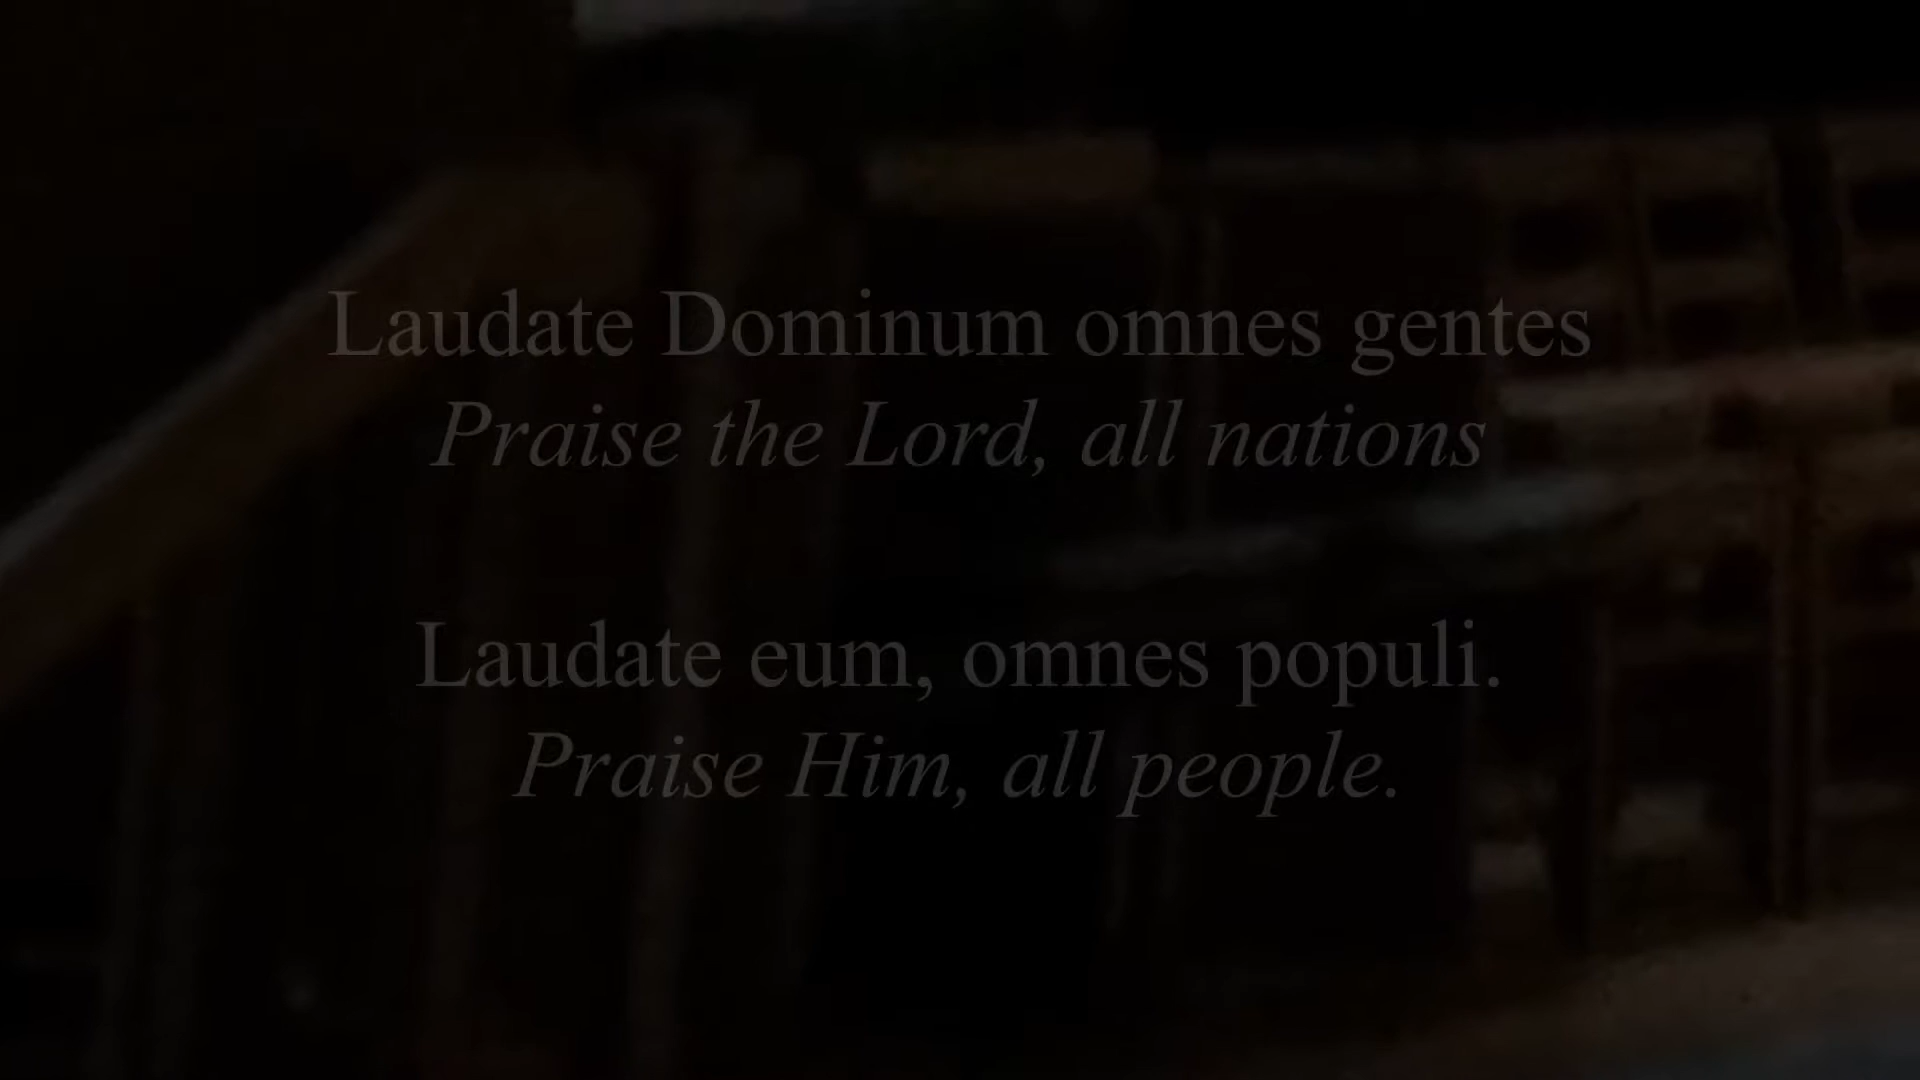 Laudate Dominum omnes gentes
Praise the Lord, all nations
Laudate eum, omnes populi.
Praise Him, all people.